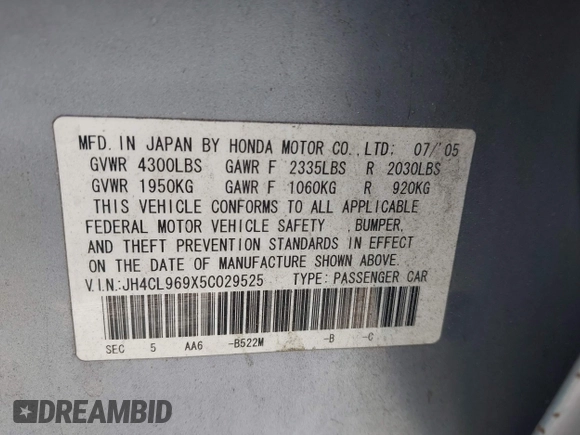 MFD. IN JAPAN BY HONDA MOTOR CO., LTD: 07/'05
GVWR 4300LBS GAWR F 2335LBS R 2030LBS
GVWR 1950KG GAWR F 1060KG R 920KG
THIS VEHICLE CONFORMS TO ALL APPLICABLE
FEDERAL MOTOR VEHICLE SAFETY , BUMPER,
AND THEFT PREVENTION STANDARDS IN EFFECT
ON THE DATE OF MANUFACTURE SHOWN ABOVE.
V.I.N.:JH4CL969X5C029525 TYPE: PASSENGER CAR
SEC 5 AA6 -B522M -B -C
DREAMBID